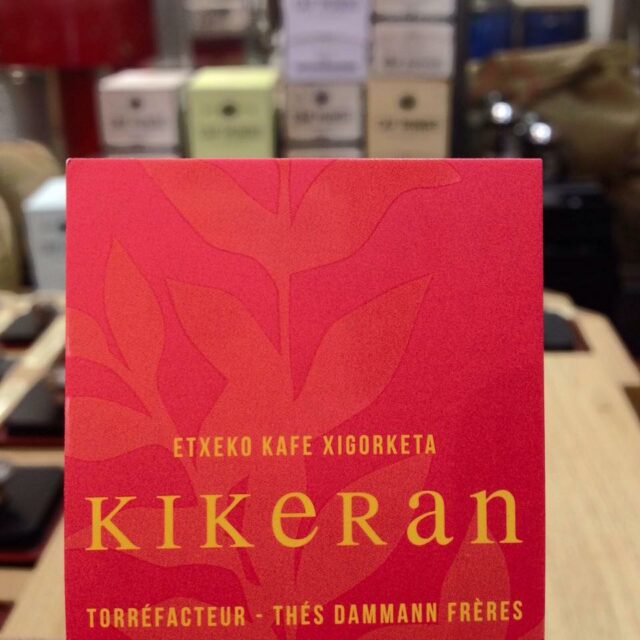 ETXEKO KAFE XIGORKETA
KIKeRan
TORRÉFACTEUR - THÉS DAMMANN FRÈRES